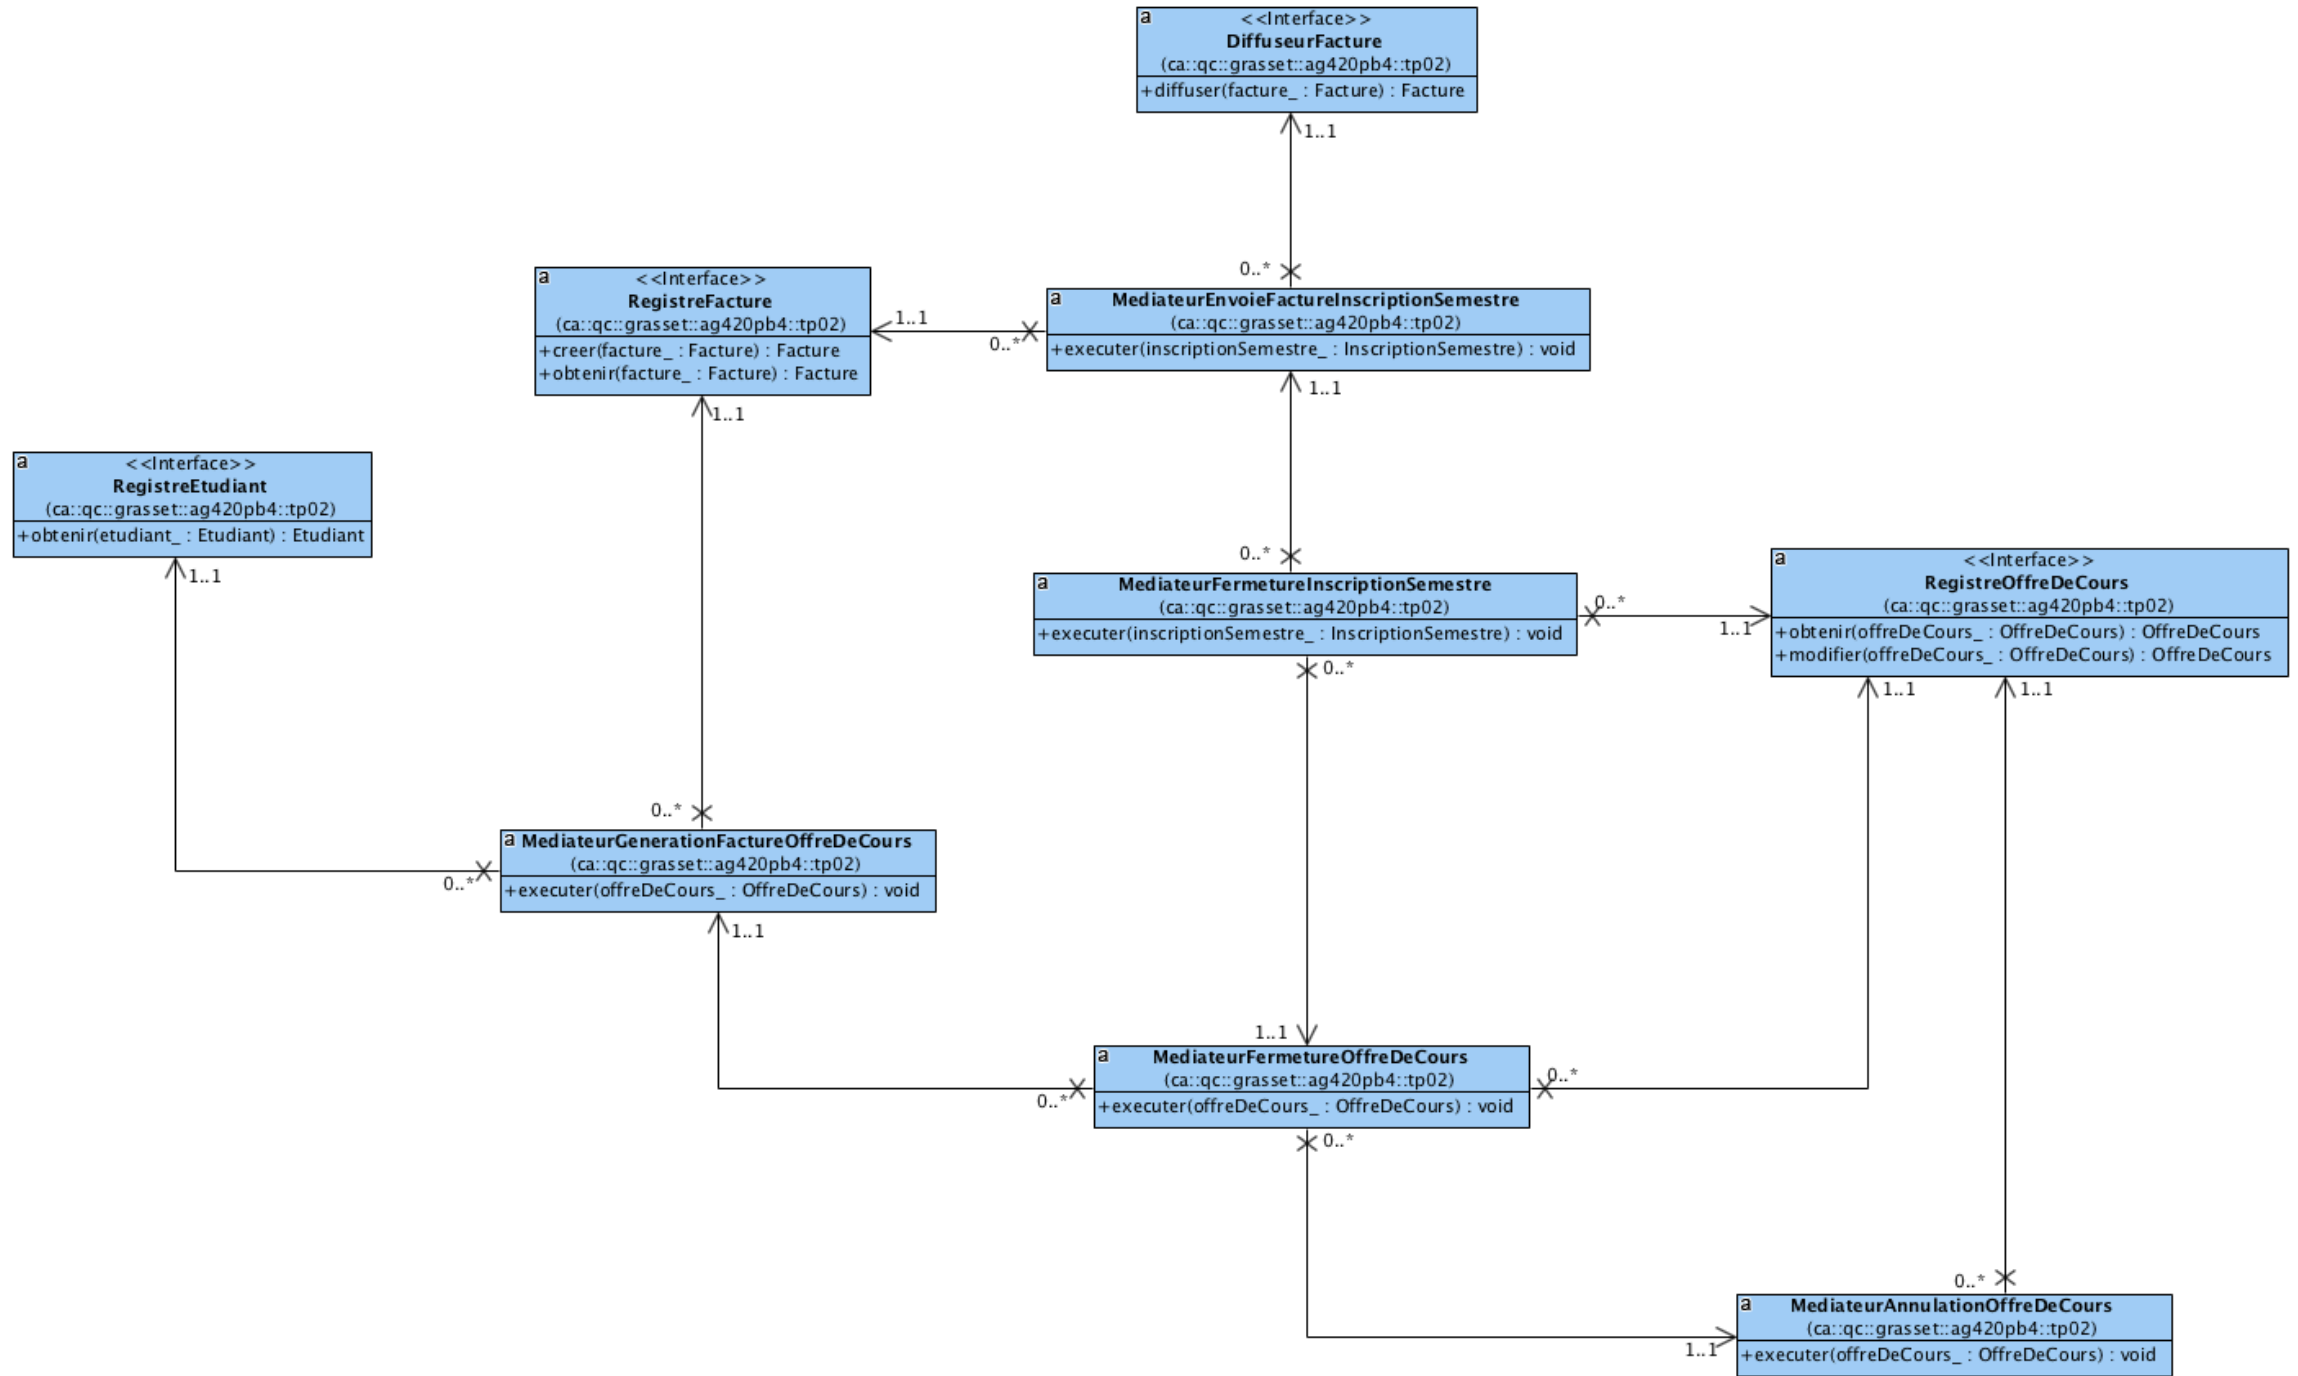 a
<<Interface>>
DiffuseurFacture
(ca::qc::grasset::ag420pb4::tp02)
+diffuser(facture_ : Facture) : Facture
1..1
0..*
a
<<Interface>>
RegistreFacture
(ca::qc::grasset::ag420pb4::tp02)
+creer(facture_ : Facture) : Facture
+obtenir(facture_ : Facture) : Facture
1..1
0..*
a
MediateurEnvoieFactureInscriptionSemestre
(ca::qc::grasset::ag420pb4::tp02)
+executer(inscriptionSemestre_ : InscriptionSemestre) : void
1..1
1..1
a
<<Interface>>
RegistreEtudiant
(ca::qc::grasset::ag420pb4::tp02)
+obtenir(etudiant_ : Etudiant) : Etudiant
1..1
0..*
a
MediateurFermetureInscriptionSemestre
(ca::qc::grasset::ag420pb4::tp02)
+executer(inscriptionSemestre_ : InscriptionSemestre) : void
0..*
1..1
0..*
a
<<Interface>>
RegistreOffreDeCours
(ca::qc::grasset::ag420pb4::tp02)
+obtenir(offreDeCours_ : OffreDeCours) : OffreDeCours
+modifier(offreDeCours_ : OffreDeCours) : OffreDeCours
1..1
1..1
0..*
a
MediateurGenerationFactureOffreDeCours
(ca::qc::grasset::ag420pb4::tp02)
+executer(offreDeCours_ : OffreDeCours) : void
0..*
1..1
1..1
a
MediateurFermetureOffreDeCours
(ca::qc::grasset::ag420pb4::tp02)
+executer(offreDeCours_ : OffreDeCours) : void
0..*
0..*
0..*
0..*
1..1
a
MediateurAnnulationOffreDeCours
(ca::qc::grasset::ag420pb4::tp02)
+executer(offreDeCours_ : OffreDeCours) : void